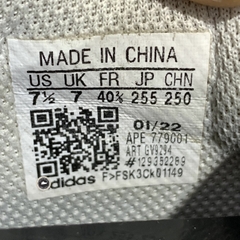 MADE IN CHINA
US UK FR JP CHN
7½ 7 40⅔ 255 250
01/22
APE 779001
ART GV9294
#129352289
adidas F>FSK3Ck01149